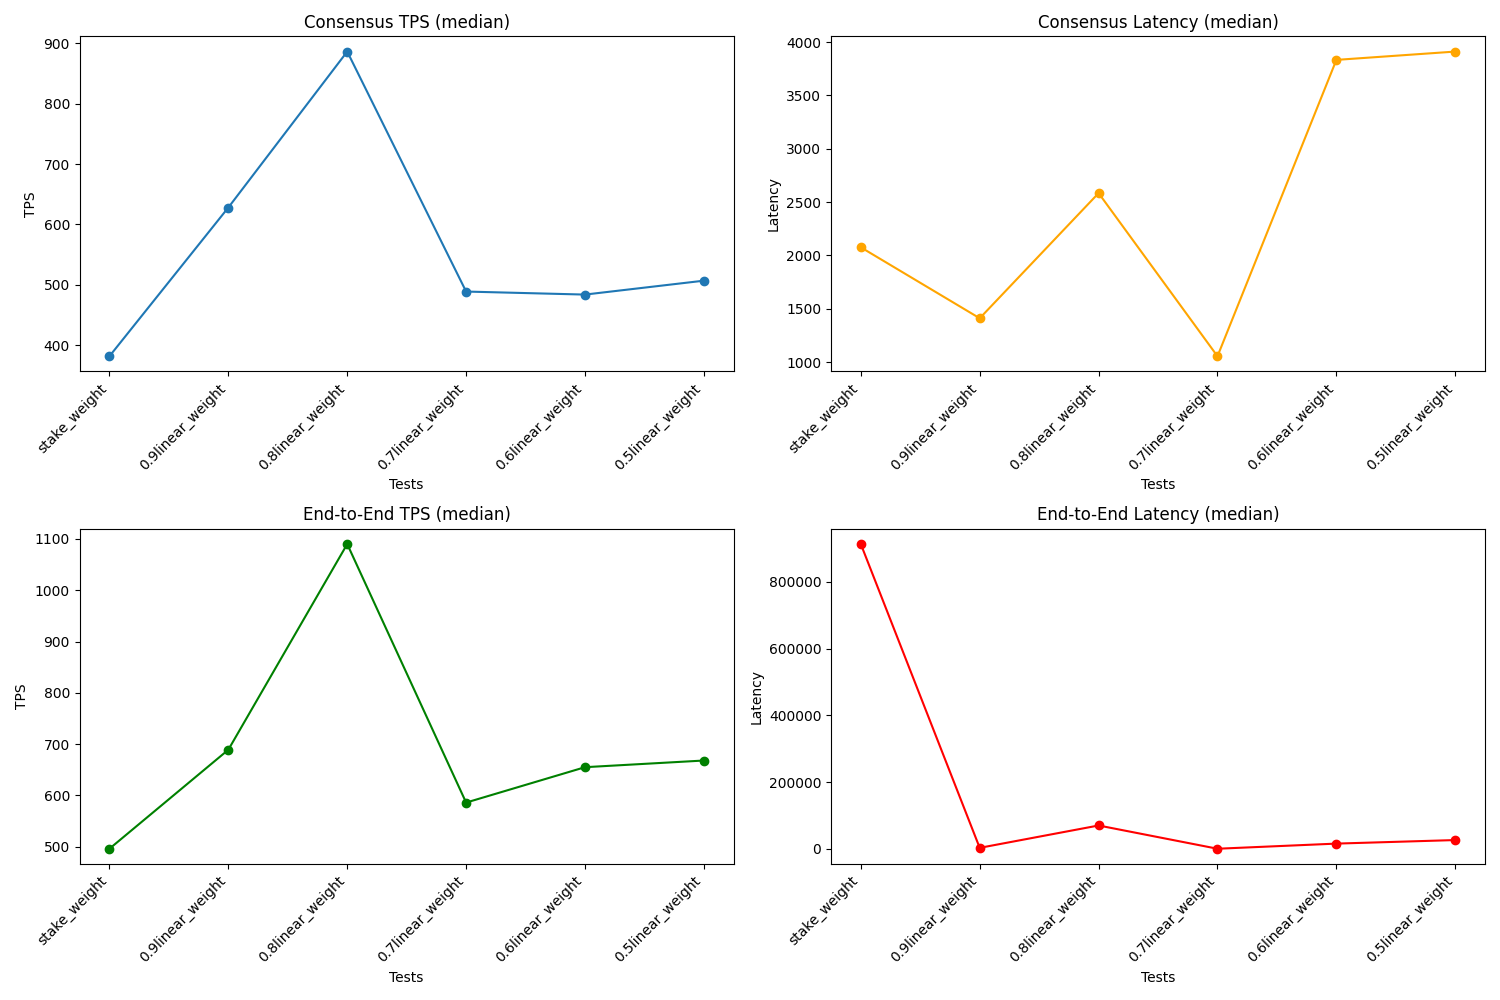 Consensus TPS (median)
900
800
700
600
500
400
TPS
stake_weight
0.9linear_weight
0.8linear_weight
0.7linear_weight
0.6linear_weight
0.5linear_weight
Tests
Consensus Latency (median)
4000
3500
3000
2500
2000
1500
1000
Latency
stake_weight
0.9linear_weight
0.8linear_weight
0.7linear_weight
0.6linear_weight
0.5linear_weight
Tests
End-to-End TPS (median)
1100
1000
900
800
700
600
500
TPS
stake_weight
0.9linear_weight
0.8linear_weight
0.7linear_weight
0.6linear_weight
0.5linear_weight
Tests
End-to-End Latency (median)
800000
600000
400000
200000
0
Latency
stake_weight
0.9linear_weight
0.8linear_weight
0.7linear_weight
0.6linear_weight
0.5linear_weight
Tests